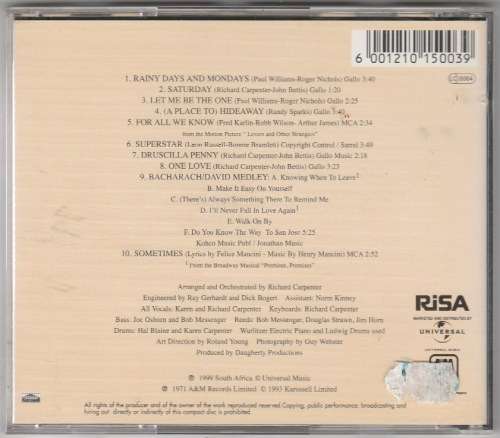 6 001210 150039
LC 6984
1. RAINY DAYS AND MONDAYS (Paul Williams-Roger Nichols) Gallo 3:40
2. SATURDAY (Richard Carpenter-John Bettis) Gallo 1:20
3. LET ME BE THE ONE (Paul Williams-Roger Nichols) Gallo 2:25
4. (A PLACE TO) HIDEAWAY (Randy Sparks) Gallo 3:40
5. FOR ALL WE KNOW (Fred Karlin-Robb Wilson- Arthur James) MCA 2:34
from the Motion Picture " Lovers and Other Strangers"
6. SUPERSTAR (Leon Russell-Bonnie Bramlett) Copyright Control / Sarrel 3:49
7. DRUSCILLA PENNY (Richard Carpenter-John Bettis) Gallo Music 2:18
8. ONE LOVE (Richard Carpenter-John Bettis) Gallo 3:23
9. BACHARACH/DAVID MEDLEY: A. Knowing When To Leave¹
B. Make It Easy On Yourself
C. (There's) Always Something There To Remind Me
D. I'll Never Fall In Love Again¹
E. Walk On By
F. Do You Know The Way To San Jose 5:25
Kohen Music Publ / Jonathan Music
10. SOMETIMES (Lyrics by Felice Mancini - Music By Henry Mancini) MCA 2:52
¹ From the Broadway Musical "Promises, Promises"
Arranged and Orchestrated by Richard Carpenter
Engineered by Ray Gerhardt and Dick Bogert Assistant: Norm Kinney
All Vocals: Karen and Richard Carpenter Keyboards: Richard Carpenter
Bass: Joe Osborn and Bob Messenger Reeds: Bob Messenger, Douglas Strawn, Jim Horn
Drums: Hal Blaine and Karen Carpenter Wurlitzer Electric Piano and Ludwig Drums used
Art Direction by Roland Young Photography by Guy Webster
Produced by Daugherty Productions
RiSA
MARKETED AND DISTRIBUTED BY
UNIVERSAL
℗ 1999 South Africa © Universal Music
℗ 1971 A&M Records Limited © 1993 Karussell Limited
All rights of the producer and of the owner of the work reproduced reserved.Copying, public performance, broadcasting and
hiring out directly or indirectly of this compact disc is prohibited